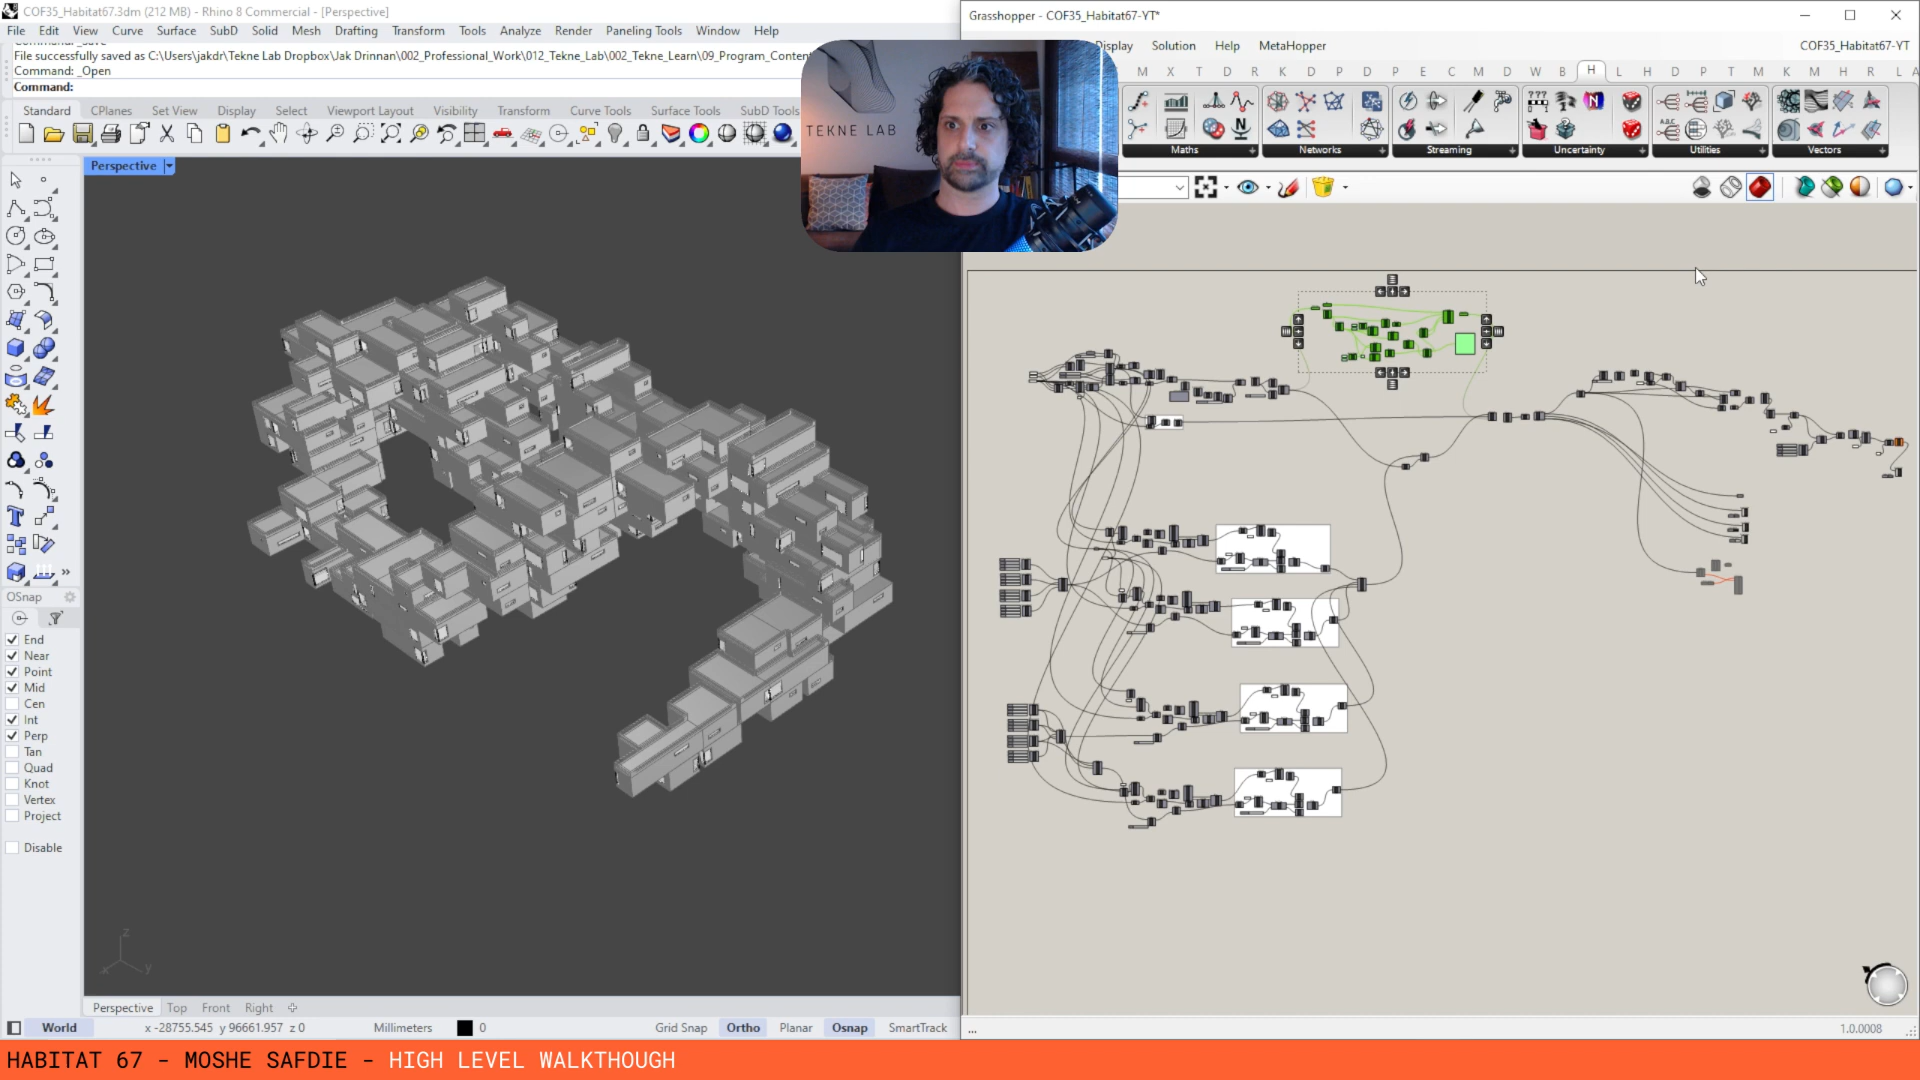 COF35_Habitat67.3dm (212 MB) - Rhino 8 Commercial - [Perspective]
File Edit View Curve Surface SubD Solid Mesh Drafting Transform Tools Analyze Render Paneling Tools Window Help
File successfully saved as C:\Users\jakdr\Tekne Lab Dropbox\Jak Drinnan\002_Professional_Work\012_Tekne_Lab\002_Tekne_Learn\09_Program_Conten
Command: _Open
Command:
Standard CPlanes Set View Display Select Viewport Layout Visibility Transform Curve Tools Surface Tools SubD Tools
Perspective
OSnap
End
Near
Point
Mid
Cen
Int
Perp
Tan
Quad
Knot
Vertex
Project
Disable
z
x
y
Perspective Top Front Right
World x -28755.545 y 96661.957 z 0 Millimeters 0 Grid Snap Ortho Planar Osnap SmartTrack
TEKNE LAB
Grasshopper - COF35_Habitat67-YT*
Display Solution Help MetaHopper COF35_Habitat67-YT
M X T D R K D P D P E C M D W B H L H D P T M K M H R L A
Maths Networks Streaming Uncertainty Utilities Vectors
...
1.0.0008
HABITAT 67 - MOSHE SAFDIE - HIGH LEVEL WALKTHOUGH